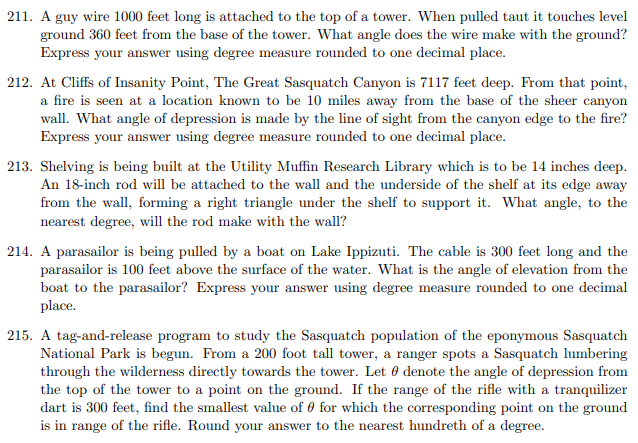 211. A guy wire 1000 feet long is attached to the top of a tower. When pulled taut it touches level
ground 360 feet from the base of the tower. What angle does the wire make with the ground?
Express your answer using degree measure rounded to one decimal place.
212. At Cliffs of Insanity Point, The Great Sasquatch Canyon is 7117 feet deep. From that point,
a fire is seen at a location known to be 10 miles away from the base of the sheer canyon
wall. What angle of depression is made by the line of sight from the canyon edge to the fire?
Express your answer using degree measure rounded to one decimal place.
213. Shelving is being built at the Utility Muffin Research Library which is to be 14 inches deep.
An 18-inch rod will be attached to the wall and the underside of the shelf at its edge away
from the wall, forming a right triangle under the shelf to support it. What angle, to the
nearest degree, will the rod make with the wall?
214. A parasailor is being pulled by a boat on Lake Ippizuti. The cable is 300 feet long and the
parasailor is 100 feet above the surface of the water. What is the angle of elevation from the
boat to the parasailor? Express your answer using degree measure rounded to one decimal
place.
215. A tag-and-release program to study the Sasquatch population of the eponymous Sasquatch
National Park is begun. From a 200 foot tall tower, a ranger spots a Sasquatch lumbering
through the wilderness directly towards the tower. Let θ denote the angle of depression from
the top of the tower to a point on the ground. If the range of the rifle with a tranquilizer
dart is 300 feet, find the smallest value of θ for which the corresponding point on the ground
is in range of the rifle. Round your answer to the nearest hundreth of a degree.